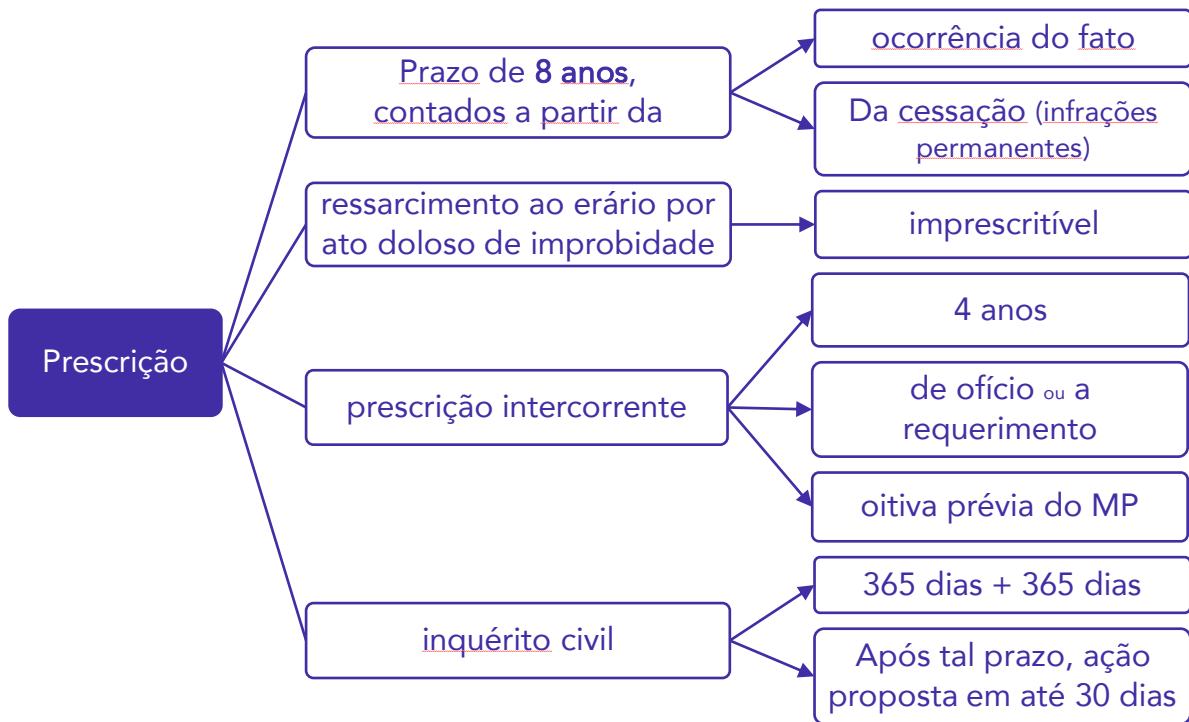 Prescrição
Prazo de 8 anos,
contados a partir da
ocorrência do fato
Da cessação (infrações
permanentes)
ressarcimento ao erário por
ato doloso de improbidade
imprescritível
prescrição intercorrente
4 anos
de ofício ou a
requerimento
oitiva prévia do MP
inquérito civil
365 dias + 365 dias
Após tal prazo, ação
proposta em até 30 dias